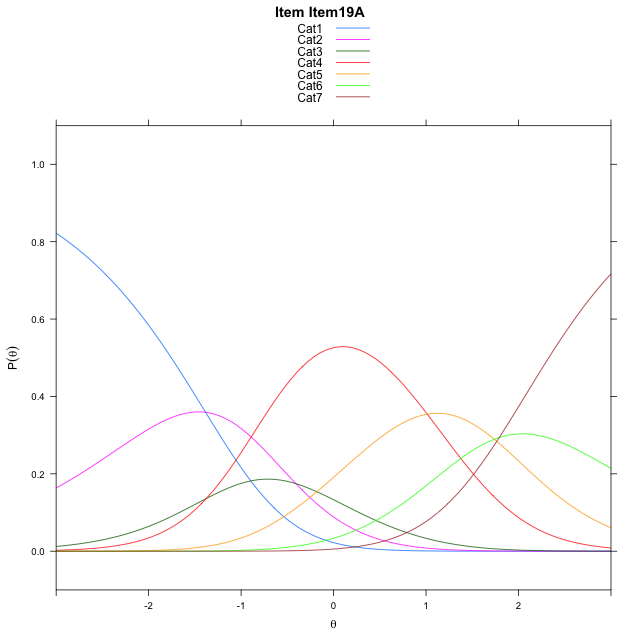 Item Item19A
Cat1
Cat2
Cat3
Cat4
Cat5
Cat6
Cat7
1.0
0.8
0.6
0.4
0.2
0.0
P(θ)
-2 -1 0 1 2
θ